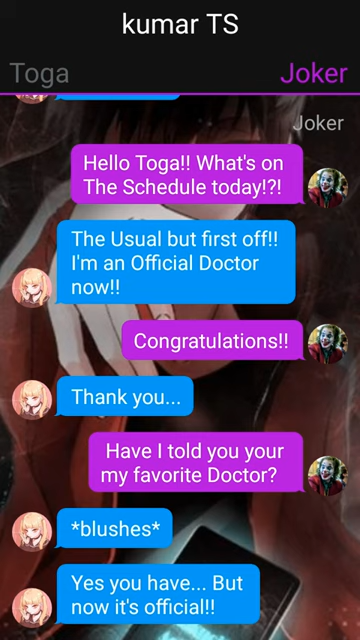 kumar TS
Toga
Joker
Joker
Hello Toga!! What's on
The Schedule today!?!
The Usual but first off!!
I'm an Official Doctor
now!!
Congratulations!!
Thank you...
Have I told you your
my favorite Doctor?
*blushes*
Yes you have... But
now it's official!!